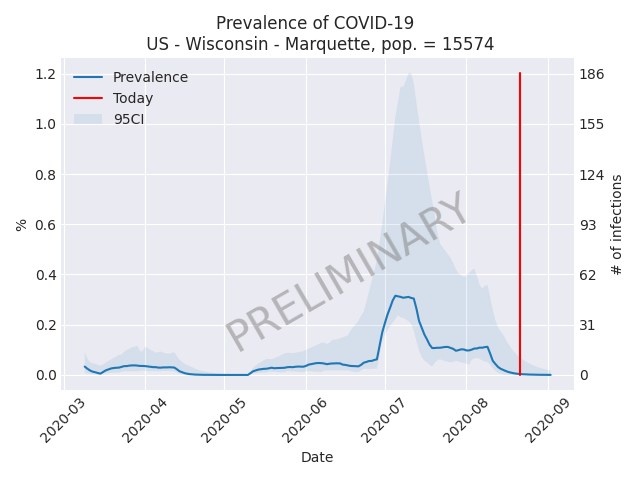 Prevalence of COVID-19
US - Wisconsin - Marquette, pop. = 15574
Prevalence
Today
95CI
1.2
1.0
0.8
0.6
0.4
0.2
0.0
%
186
155
124
93
62
31
0
# of infections
PRELIMINARY
2020-03
2020-04
2020-05
2020-06
2020-07
2020-08
2020-09
Date